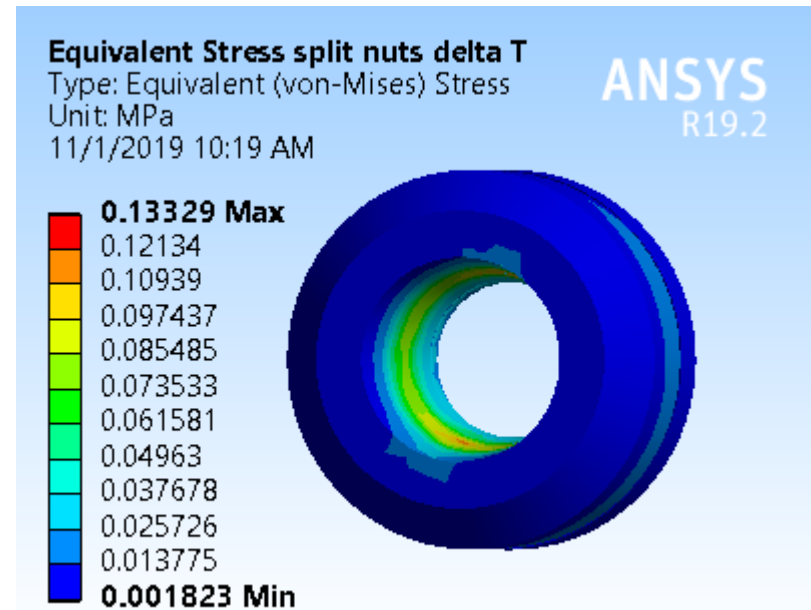 Equivalent Stress split nuts delta T
Type: Equivalent (von-Mises) Stress
Unit: MPa
11/1/2019 10:19 AM
ANSYS
R19.2
0.13329 Max
0.12134
0.10939
0.097437
0.085485
0.073533
0.061581
0.04963
0.037678
0.025726
0.013775
0.001823 Min